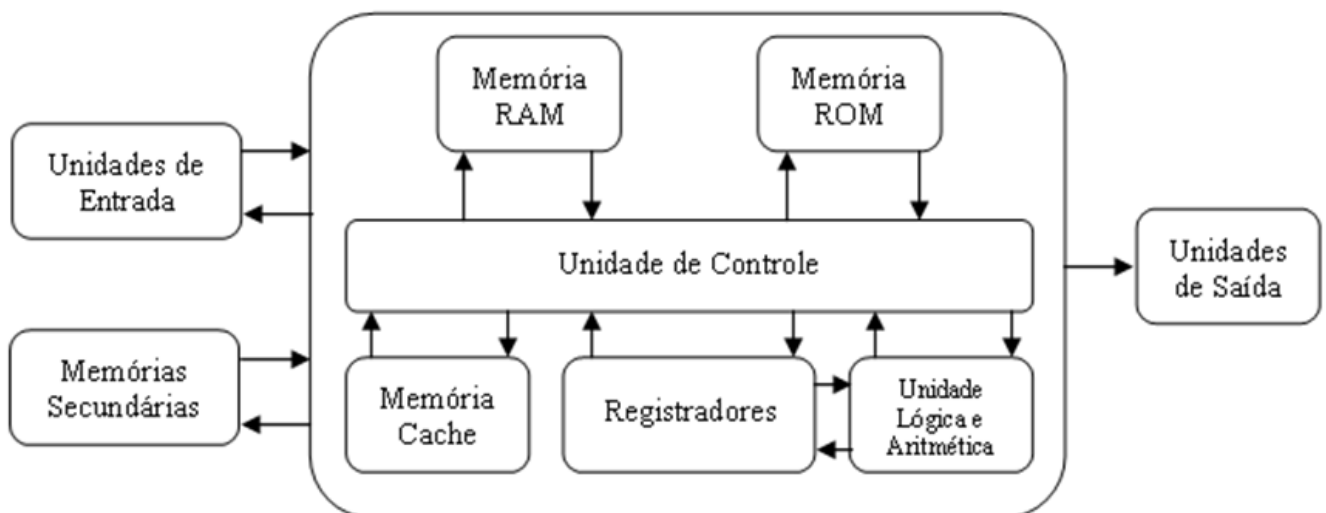 Memória
RAM
Memória
ROM
Unidades de
Entrada
Unidade de Controle
Unidades
de Saída
Memórias
Secundárias
Memória
Cache
Registradores
Unidade
Lógica e
Aritmética